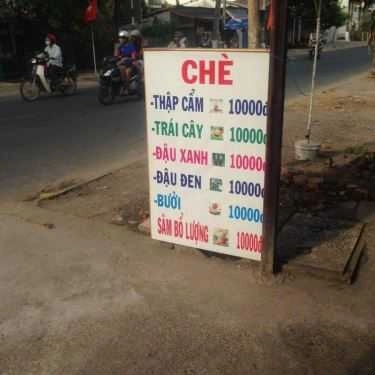 CHÈ
-THẬP CẨM 10000đ
-TRÁI CÂY 10000đ
-ĐẬU XANH 10000đ
-ĐẬU ĐEN 10000đ
-BƯỞI 10000đ
SÂM BỔ LƯỢNG 10000đ